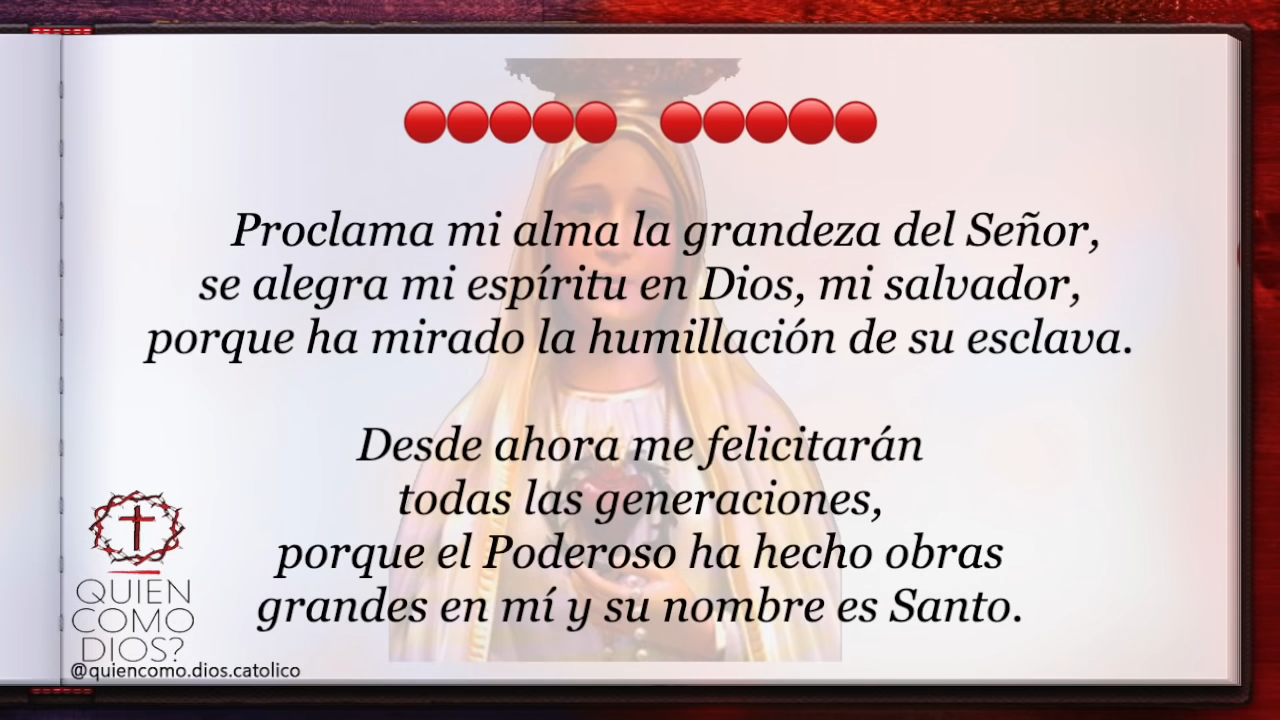 Proclama mi alma la grandeza del Señor,
se alegra mi espíritu en Dios, mi salvador,
porque ha mirado la humillación de su esclava.
Desde ahora me felicitarán
todas las generaciones,
porque el Poderoso ha hecho obras
grandes en mí y su nombre es Santo.
QUIEN
COMO
DIOS?
@quiencomo.dios.catolico